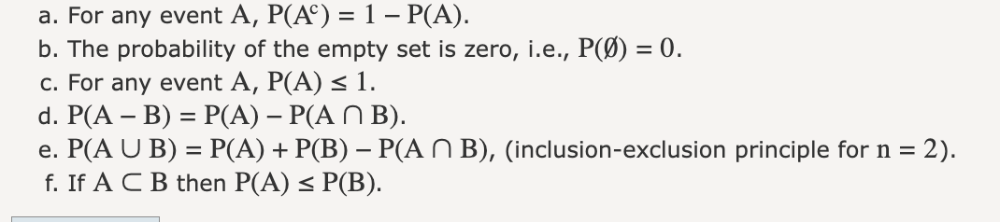 a. For any event A, P(Aᶜ) = 1 – P(A).
b. The probability of the empty set is zero, i.e., P(∅) = 0.
c. For any event A, P(A) ≤ 1.
d. P(A – B) = P(A) – P(A ∩ B).
e. P(A ∪ B) = P(A) + P(B) – P(A ∩ B), (inclusion-exclusion principle for n = 2).
f. If A ⊂ B then P(A) ≤ P(B).